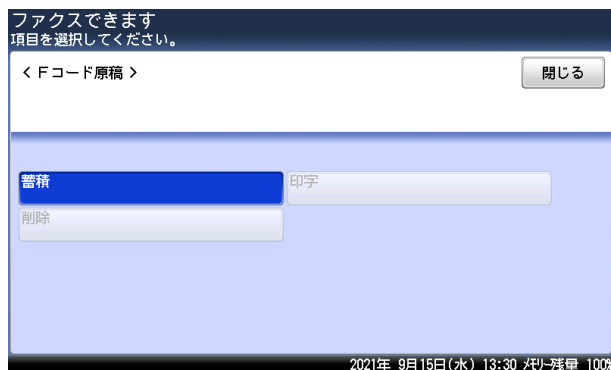 ファクスできます
項目を選択してください。
＜Ｆコード原稿＞
閉じる
蓄積
印字
削除
2021年 9月15日(水) 13:30 ﾒﾓﾘｰ残量 100%